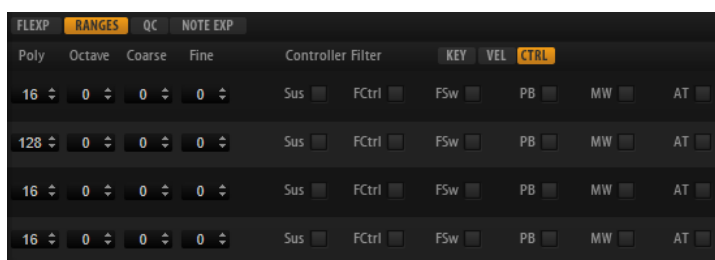 FLEXP RANGES QC NOTE EXP
Poly Octave Coarse Fine Controller Filter KEY VEL CTRL
16 0 0 0 Sus FCtrl FSw PB MW AT
128 0 0 0 Sus FCtrl FSw PB MW AT
16 0 0 0 Sus FCtrl FSw PB MW AT
16 0 0 0 Sus FCtrl FSw PB MW AT